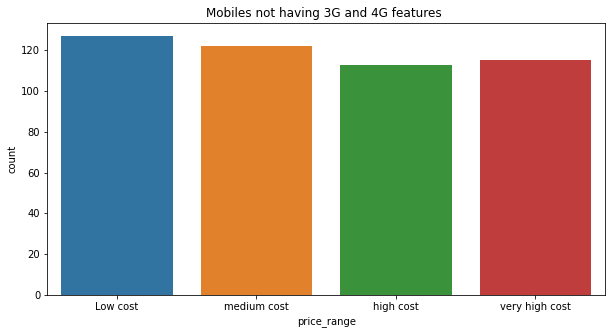 Mobiles not having 3G and 4G features
120
100
80
60
40
20
0
count
Low cost medium cost high cost very high cost
price_range